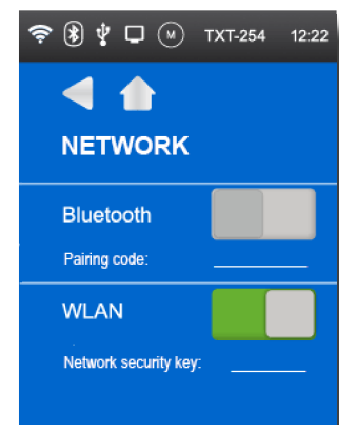 M TXT-254 12:22
NETWORK
Bluetooth
Pairing code:
WLAN
Network security key: